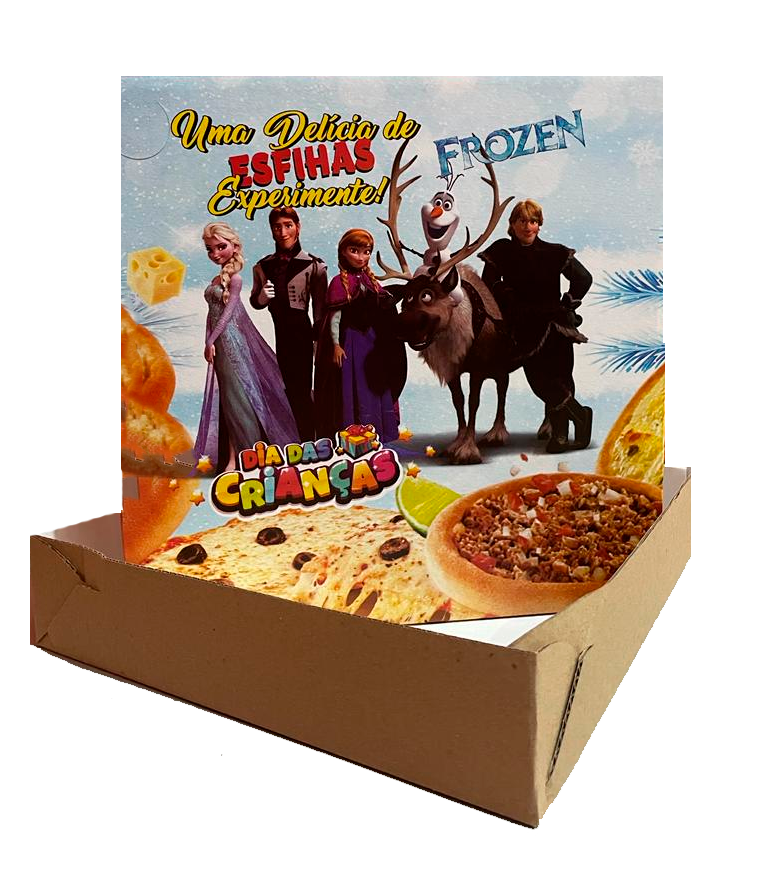 Uma Delícia de
ESFIHAS
Experimente!
FROZEN
DIA DAS
CRIANÇAS